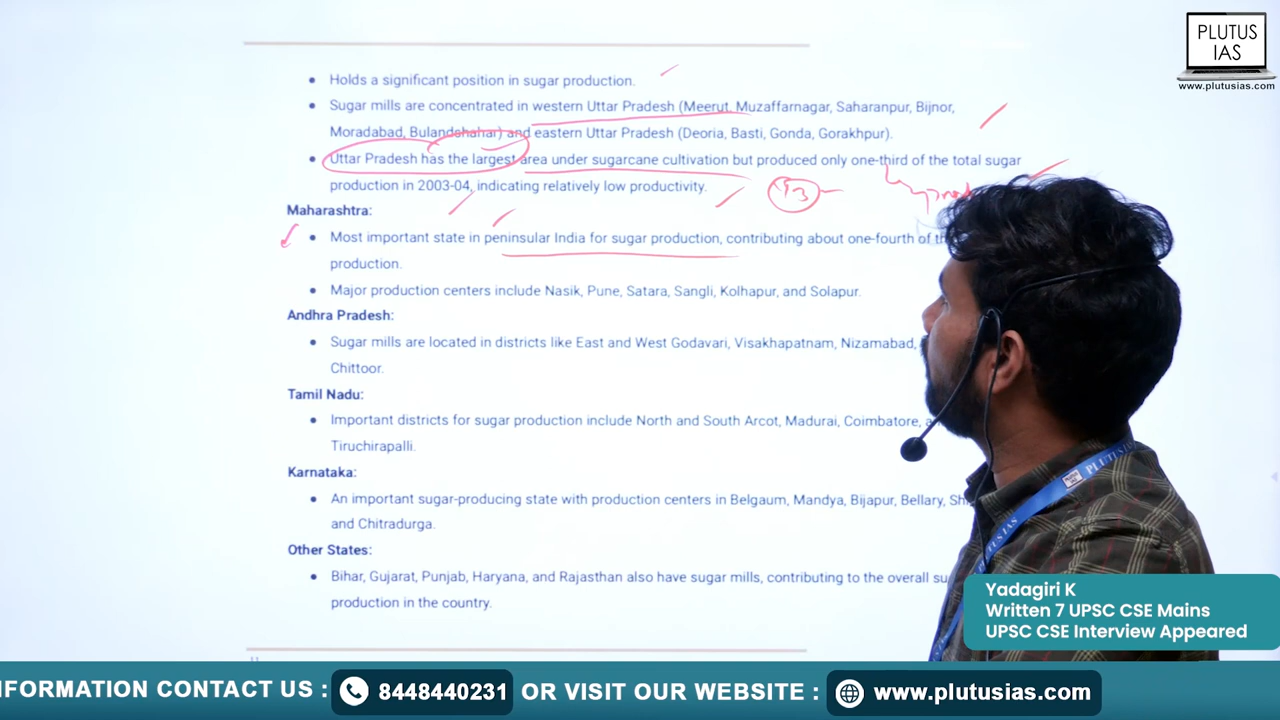 PLUTUS
IAS
www.plutusias.com
• Holds a significant position in sugar production.
• Sugar mills are concentrated in western Uttar Pradesh (Meerut, Muzaffarnagar, Saharanpur, Bijnor,
Moradabad, Bulandshahar) and eastern Uttar Pradesh (Deoria, Basti, Gonda, Gorakhpur).
• Uttar Pradesh has the largest area under sugarcane cultivation but produced only one-third of the total sugar
production in 2003-04, indicating relatively low productivity.
1/3
Maharashtra:
• Most important state in peninsular India for sugar production, contributing about one-fourth of
production.
• Major production centers include Nasik, Pune, Satara, Sangli, Kolhapur, and Solapur.
Andhra Pradesh:
• Sugar mills are located in districts like East and West Godavari, Visakhapatnam, Nizamabad,
Chittoor.
Tamil Nadu:
• Important districts for sugar production include North and South Arcot, Madurai, Coimbatore,
Tiruchirapalli.
Karnataka:
• An important sugar-producing state with production centers in Belgaum, Mandya, Bijapur, Bellary,
and Chitradurga.
Other States:
• Bihar, Gujarat, Punjab, Haryana, and Rajasthan also have sugar mills, contributing to the overall
production in the country.
PLUTUS IAS
Yadagiri K
Written 7 UPSC CSE Mains
UPSC CSE Interview Appeared
NFORMATION CONTACT US : 8448440231 OR VISIT OUR WEBSITE : www.plutusias.com